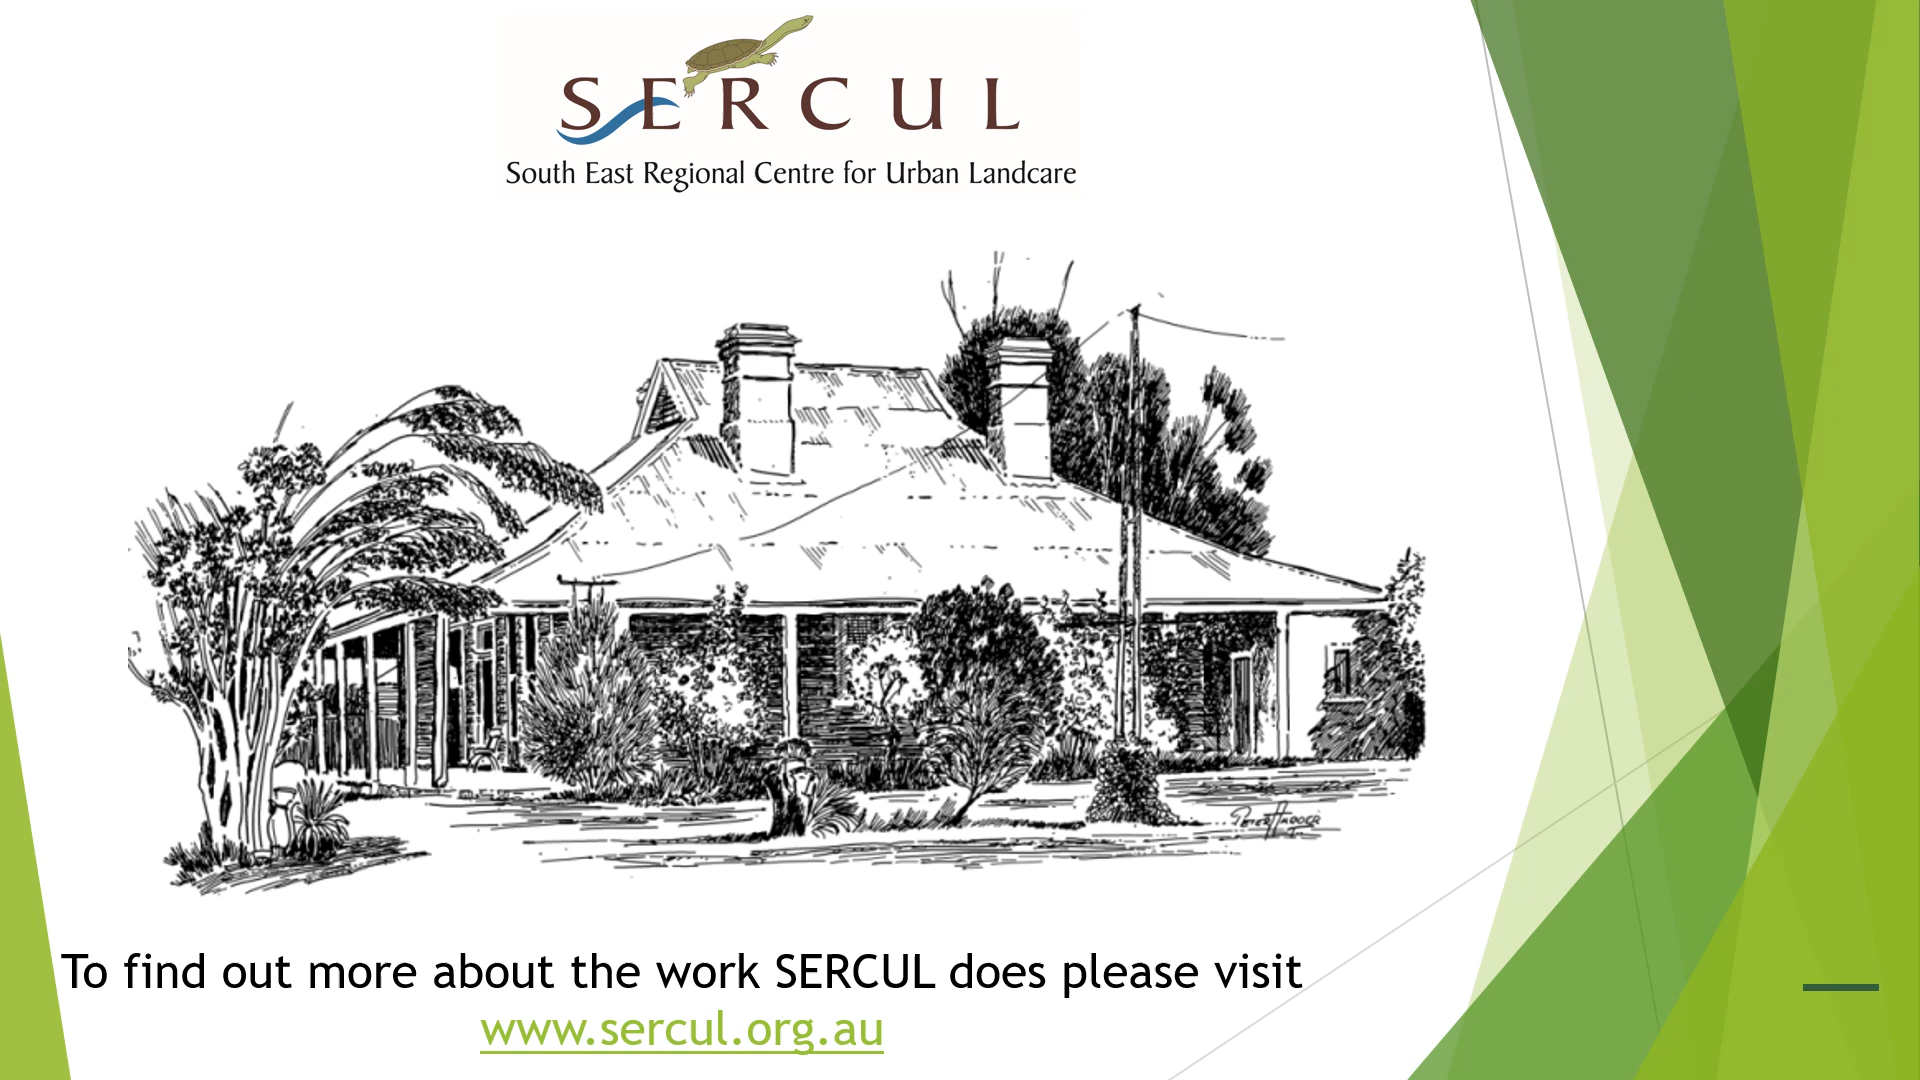 SERCUL
South East Regional Centre for Urban Landcare
To find out more about the work SERCUL does please visit
www.sercul.org.au